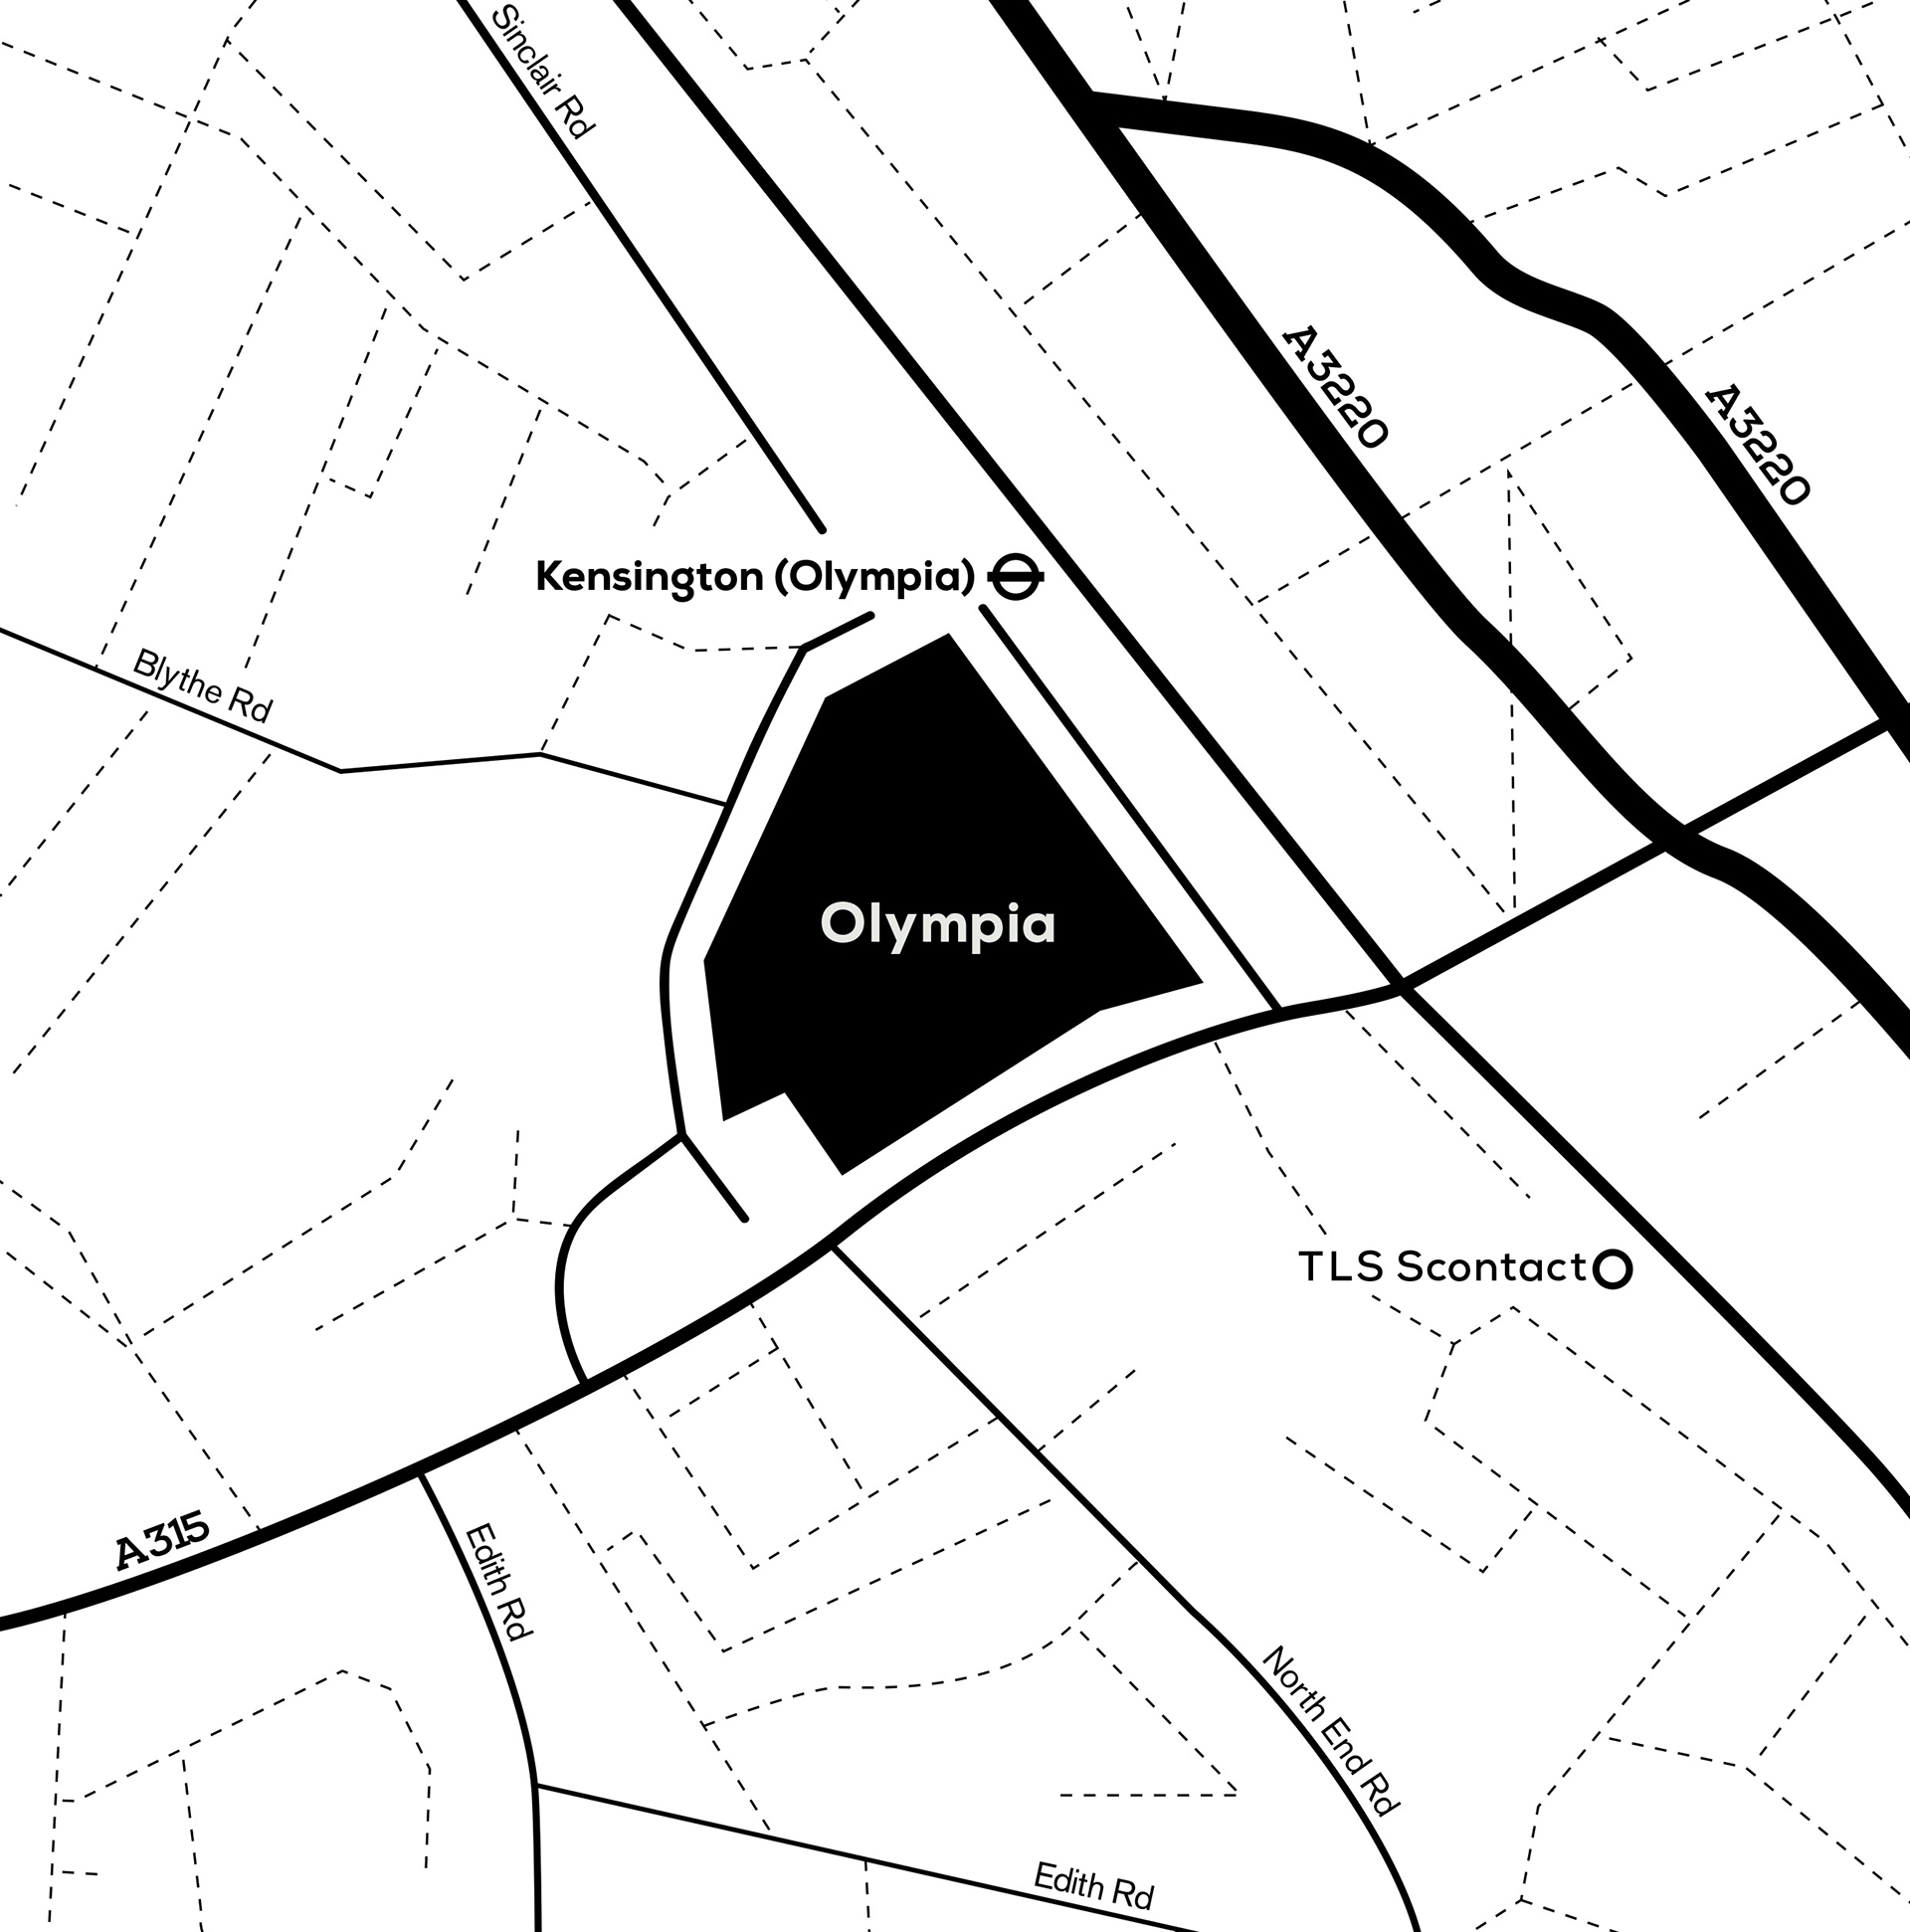 Sinclair Rd
A3220
A3220
Kensington (Olympia)
Blythe Rd
Olympia
TLS Scontact
A315
Edith Rd
North End Rd
Edith Rd